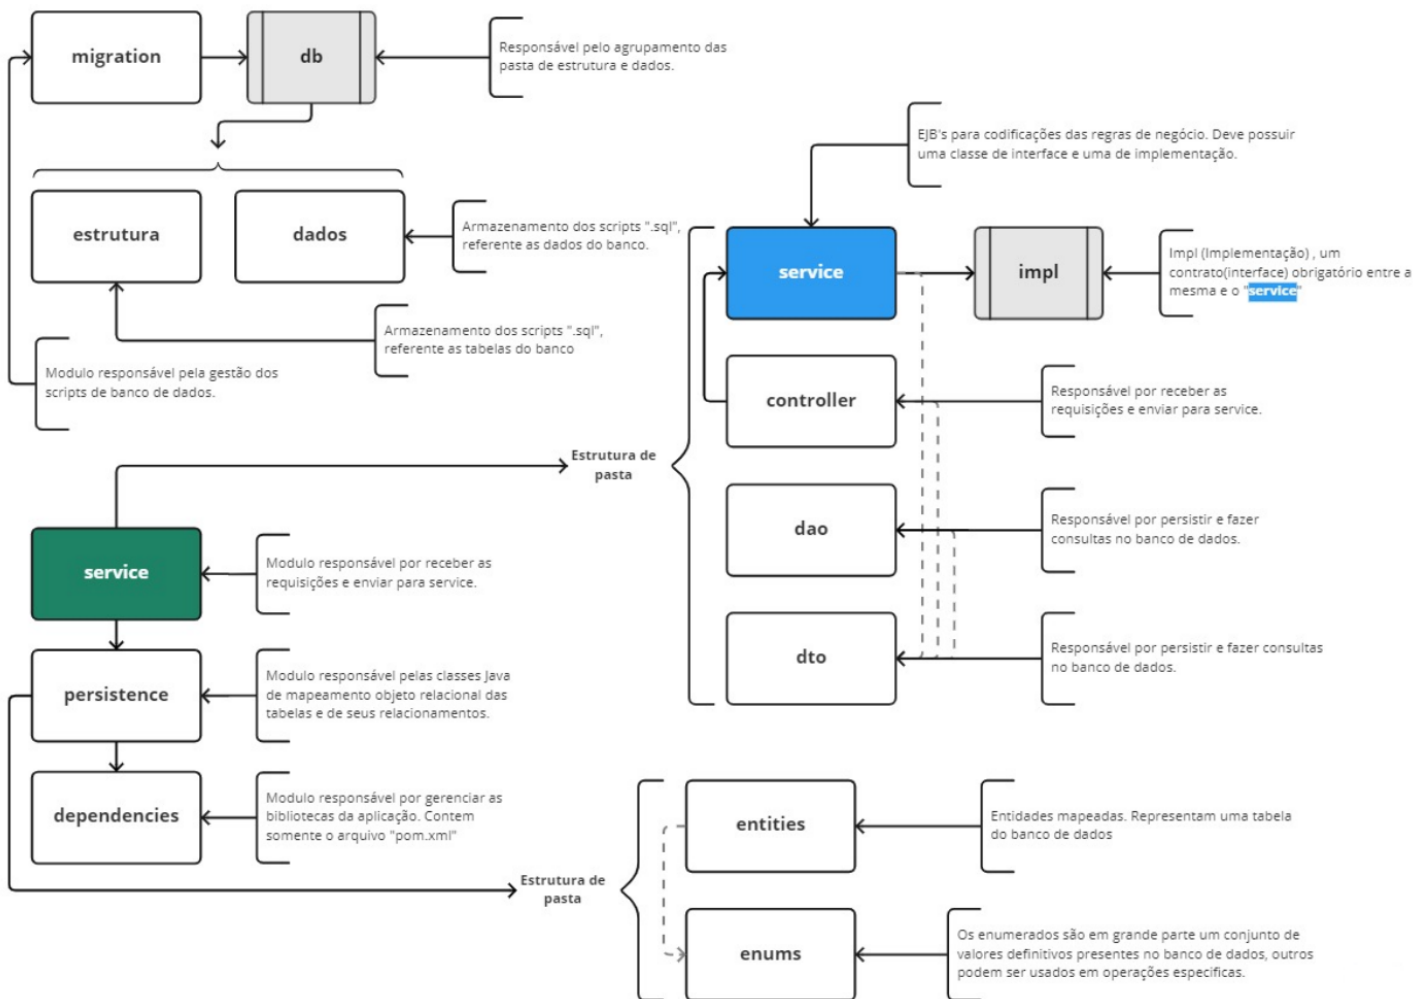 migration
db
Responsável pelo agrupamento das
pasta de estrutura e dados.
EJB's para codificações das regras de negócio. Deve possuir
uma classe de interface e uma de implementação.
estrutura
dados
Armazenamento dos scripts ".sql",
referente as dados do banco.
service
impl
Impl (Implementação) , um
contrato(interface) obrigatório entre a
mesma e o "service"
Armazenamento dos scripts ".sql",
referente as tabelas do banco
Modulo responsável pela gestão dos
scripts de banco de dados.
controller
Responsável por receber as
requisições e enviar para service.
Estrutura de
pasta
dao
Responsável por persistir e fazer
consultas no banco de dados.
service
Modulo responsável por receber as
requisições e enviar para service.
dto
Responsável por persistir e fazer consultas
no banco de dados.
persistence
Modulo responsável pelas classes Java
de mapeamento objeto relacional das
tabelas e de seus relacionamentos.
dependencies
Modulo responsável por gerenciar as
bibliotecas da aplicação. Contem
somente o arquivo "pom.xml"
entities
Entidades mapeadas. Representam uma tabela
do banco de dados
Estrutura de
pasta
enums
Os enumerados são em grande parte um conjunto de
valores definitivos presentes no banco de dados, outros
podem ser usados em operações especificas.